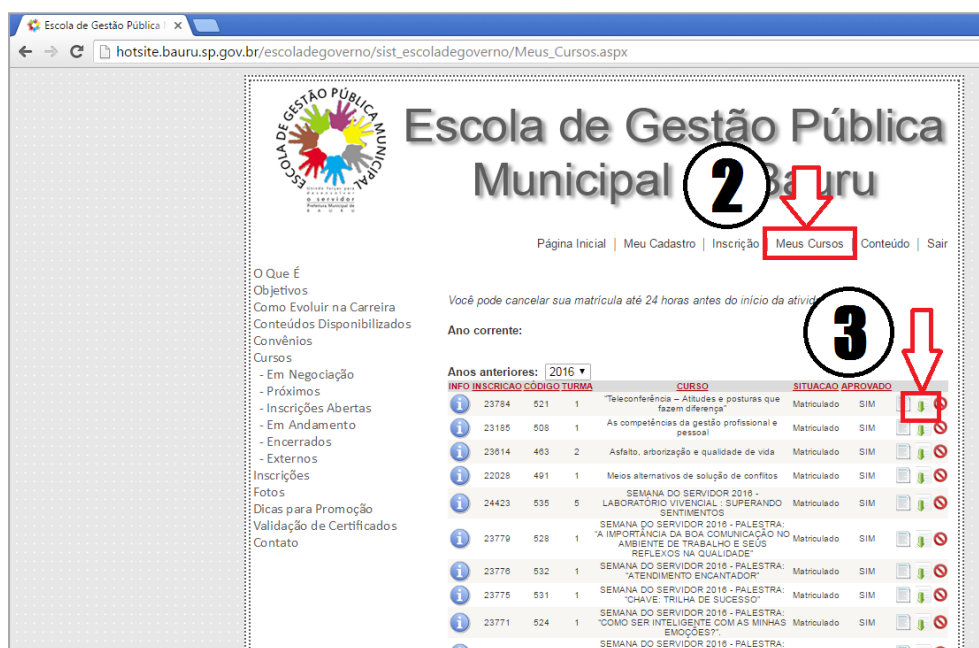 Escola de Gestão Pública
hotsite.bauru.sp.gov.br/escoladegoverno/sist_escoladegoverno/Meus_Cursos.aspx
ESCOLA DE GESTÃO PÚBLICA MUNICIPAL
o servidor
Prefeitura Municipal de
BAURU
Escola de Gestão Pública
Municipal Bauru
2
Página Inicial | Meu Cadastro | Inscrição | Meus Cursos | Conteúdo | Sair
O Que É
Objetivos
Como Evoluir na Carreira
Conteúdos Disponibilizados
Convênios
Cursos
- Em Negociação
- Próximos
- Inscrições Abertas
- Em Andamento
- Encerrados
- Externos
Inscrições
Fotos
Dicas para Promoção
Validação de Certificados
Contato
Você pode cancelar sua matrícula até 24 horas antes do início da ativid
3
Ano corrente:
Anos anteriores: 2016
INFO INSCRICAO CÓDIGO TURMA CURSO SITUACAO APROVADO
23784 521 1 "Teleconferência – Atitudes e posturas que fazem diferença" Matriculado SIM
23185 508 1 As competências da gestão profissional e pessoal Matriculado SIM
23614 463 2 Asfalto, arborização e qualidade de vida Matriculado SIM
22028 491 1 Meios alternativos de solução de conflitos Matriculado SIM
24423 535 5 SEMANA DO SERVIDOR 2016 - LABORATÓRIO VIVENCIAL : SUPERANDO SENTIMENTOS Matriculado SIM
23779 528 1 SEMANA DO SERVIDOR 2016 - PALESTRA: "A IMPORTÂNCIA DA BOA COMUNICAÇÃO NO AMBIENTE DE TRABALHO E SEUS REFLEXOS NA QUALIDADE" Matriculado SIM
23776 532 1 SEMANA DO SERVIDOR 2016 - PALESTRA: "ATENDIMENTO ENCANTADOR" Matriculado SIM
23775 531 1 SEMANA DO SERVIDOR 2016 - PALESTRA: "CHAVE: TRILHA DE SUCESSO" Matriculado SIM
23771 524 1 SEMANA DO SERVIDOR 2016 - PALESTRA: "COMO SER INTELIGENTE COM AS MINHAS EMOÇÕES?". Matriculado SIM
SEMANA DO SERVIDOR 2016 - PALESTRA: